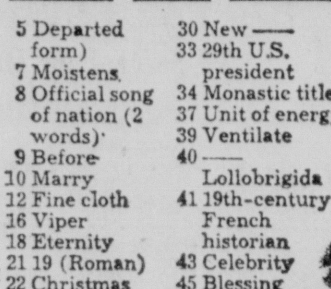 5 Departed
form)
7 Moistens.
8 Official song
of nation (2
words)
9 Before
10 Marry
12 Fine cloth
16 Viper
18 Eternity
21 19 (Roman)
22 Christmas
30 New ——
33 29th U.S.
president
34 Monastic title
37 Unit of energ
39 Ventilate
40 ——
Lollobrigida
41 19th-century
French
historian
43 Celebrity
45 Blessing